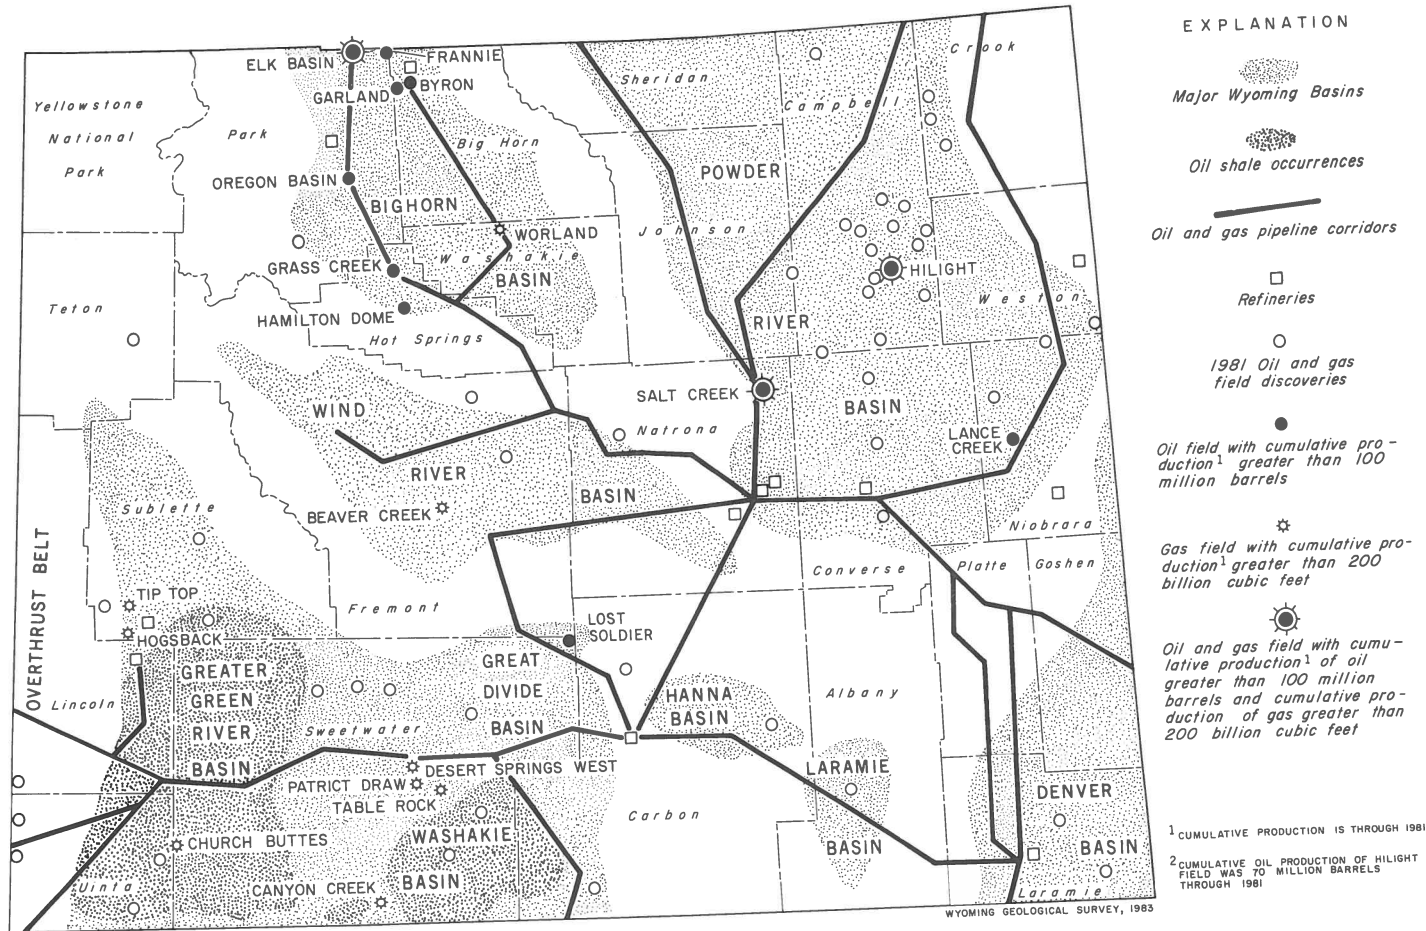 ELK BASIN
FRANNIE
GARLAND
BYRON
Yellowstone
National
Park
Park
Big Horn
OREGON BASIN
BIGHORN
WORLAND
Washakie
BASIN
GRASS CREEK
HAMILTON DOME
Hot Springs
Teton
Sheridan
Campbell
Crook
POWDER
Johnson
HILIGHT
Weston
RIVER
SALT CREEK
BASIN
Natrona
LANCE
CREEK
WIND
RIVER
BASIN
BEAVER CREEK
Niobrara
Sublette
OVERTHRUST BELT
Converse
Platte
Goshen
TIP TOP
HOGSBACK
Fremont
LOST
SOLDIER
GREATER
GREEN
RIVER
BASIN
Lincoln
Sweetwater
GREAT
DIVIDE
BASIN
HANNA
BASIN
Albany
DESERT SPRINGS WEST
PATRICT DRAW
TABLE ROCK
LARAMIE
BASIN
Carbon
DENVER
BASIN
CHURCH BUTTES
WASHAKIE
BASIN
CANYON CREEK
Uinta
Laramie
WYOMING GEOLOGICAL SURVEY, 1983
EXPLANATION
Major Wyoming Basins
Oil shale occurrences
Oil and gas pipeline corridors
Refineries
1981 Oil and gas
field discoveries
Oil field with cumulative pro-
duction1 greater than 100
million barrels
Gas field with cumulative pro-
duction1 greater than 200
billion cubic feet
Oil and gas field with cumu-
lative production1 of oil
greater than 100 million
barrels and cumulative pro-
duction of gas greater than
200 billion cubic feet
1 CUMULATIVE PRODUCTION IS THROUGH 1981
2 CUMULATIVE OIL PRODUCTION OF HILIGHT
FIELD WAS 70 MILLION BARRELS
THROUGH 1981